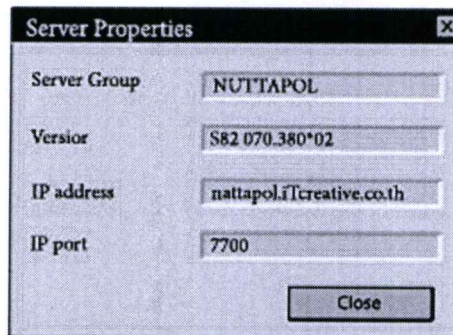 Server Properties
Server Group NUTTAPOL
Versior S82 070.380*02
IP address nattapol.iTcreative.co.th
IP port 7700
Close